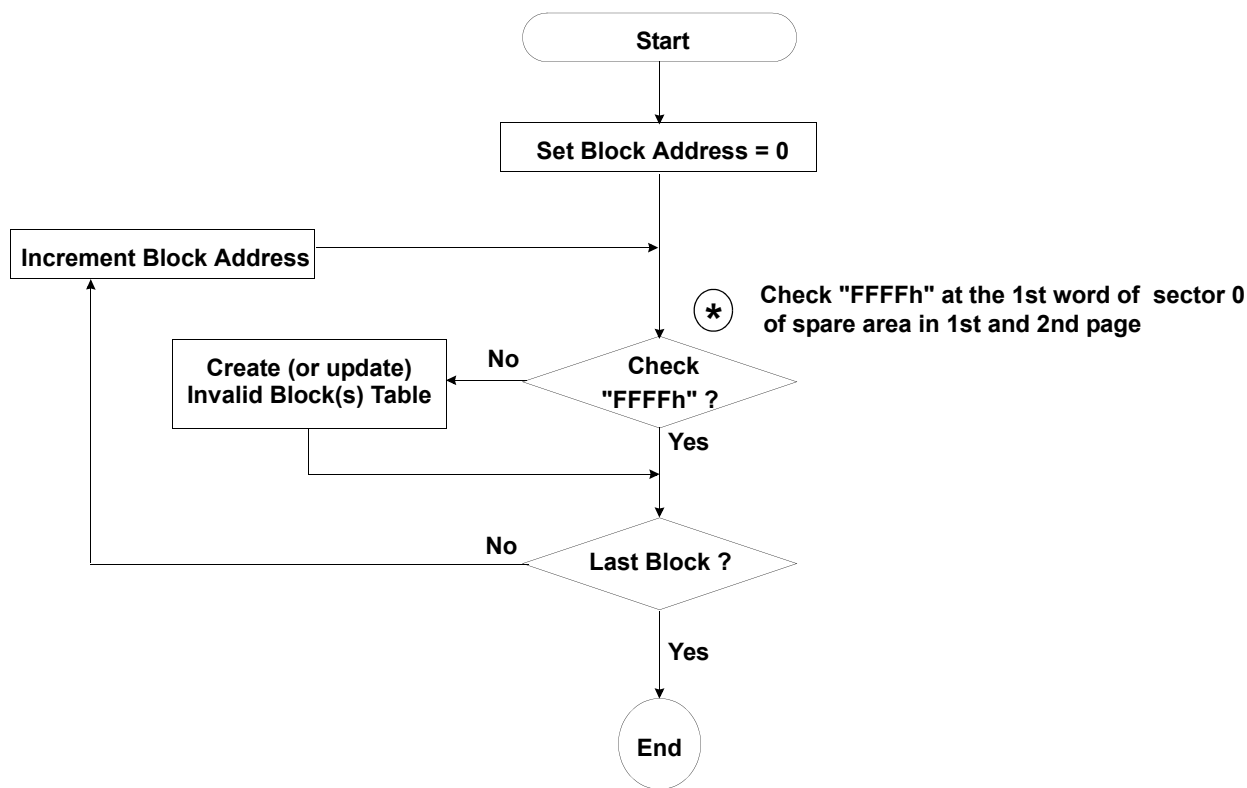 Start
Set Block Address = 0
Increment Block Address
* Check "FFFFh" at the 1st word of sector 0
of spare area in 1st and 2nd page
No
Create (or update)
Invalid Block(s) Table
Check
"FFFFh" ?
Yes
No
Last Block ?
Yes
End